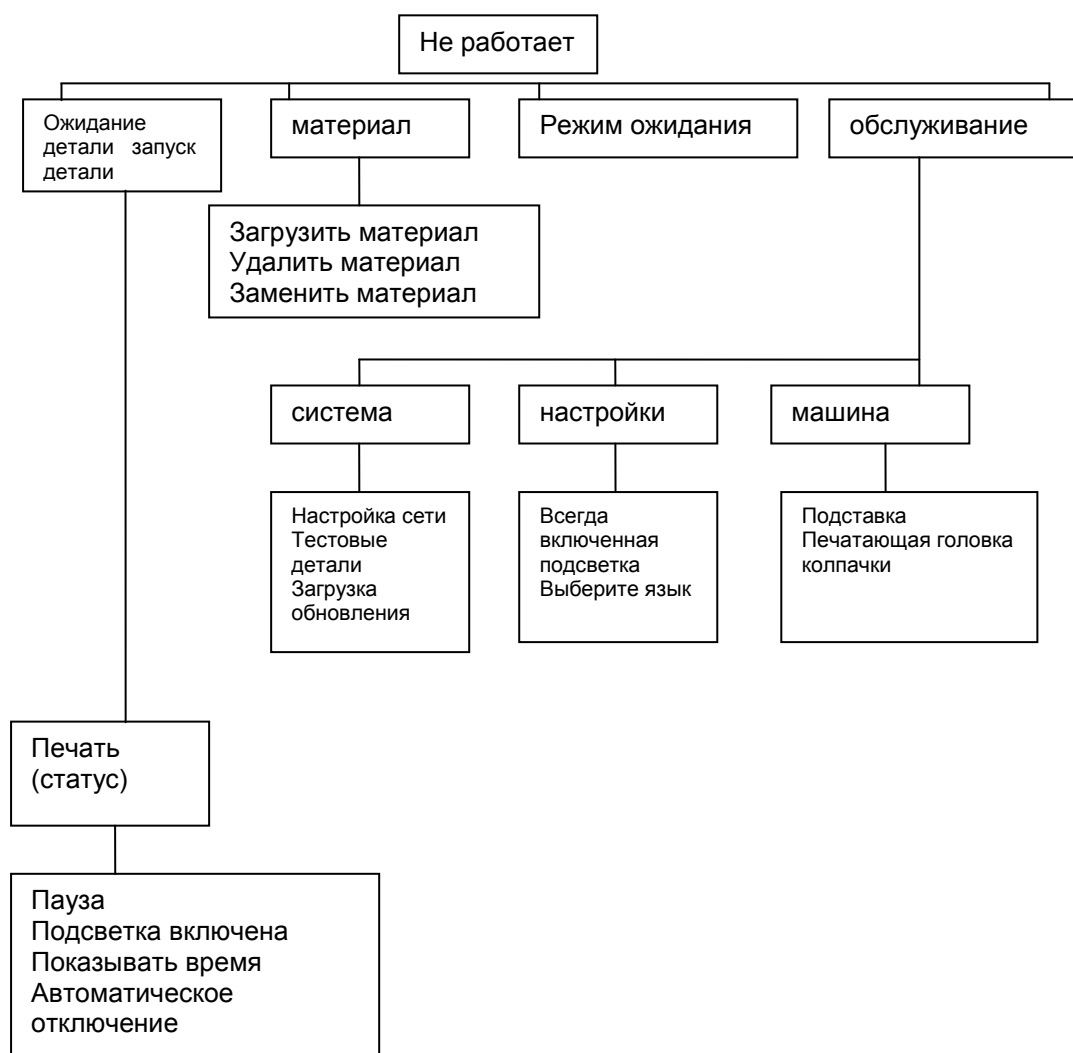 Не работает
Ожидание
детали запуск
детали
материал
Режим ожидания
обслуживание
Загрузить материал
Удалить материал
Заменить материал
система
настройки
машина
Настройка сети
Тестовые
детали
Загрузка
обновления
Всегда
включенная
подсветка
Выберите язык
Подставка
Печатающая головка
колпачки
Печать
(статус)
Пауза
Подсветка включена
Показывать время
Автоматическое
отключение